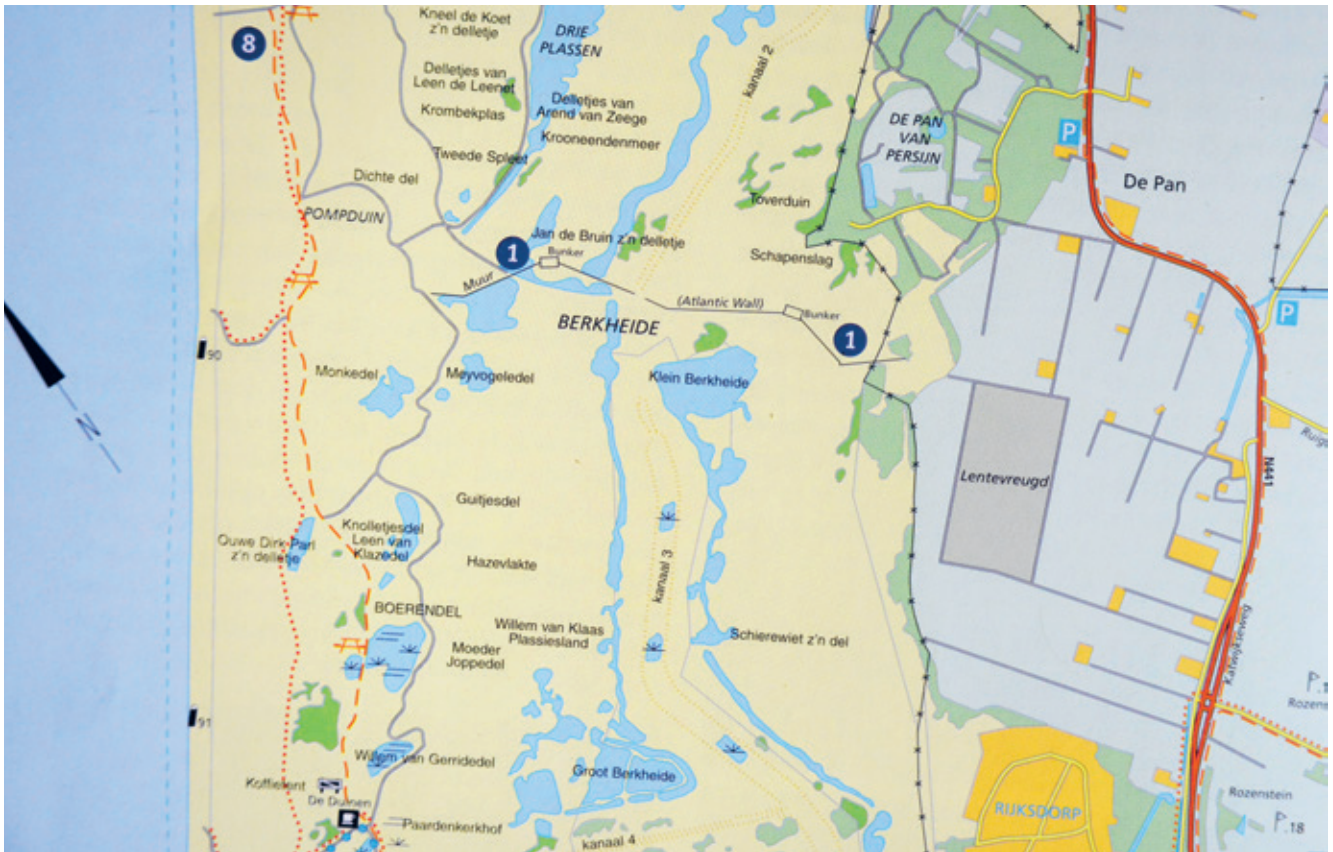 Kneel de Koet
z'n delletje
8
DRIE
PLASSEN
kanaal 2
Delletjes van
Leen de Leenet
Krombekplas
Delletjes van
Arend van Zeege
Krooneendenmeer
Tweede Spleet
DE PAN
VAN
PERSIJN
P
De Pan
Dichte del
POMPDUIN
Toverduin
Jan de Bruin z'n delletje
Schapenslag
1
Bunker
Muur
(Atlantic Wall)
Bunker
1
P
BERKHEIDE
90
Monkedel
Meyvogeledel
Klein Berkheide
N
Lentevreugd
N441
Guitjesdel
Ouwe Dirk Parl
z'n delletje
Knolletjesdel
Leen van
Klazedel
Hazevlakte
kanaal 3
BOERENDEL
Willem van Klaas
Plassiesland
Schierewiet z'n del
Moeder
Joppedel
Katwijkseweg
91
Willem van Gerridedel
Groot Berkheide
Koffietent
De Duinen
Paardenkerkhof
kanaal 4
RIJKSDORP
Rozenstein
P.18